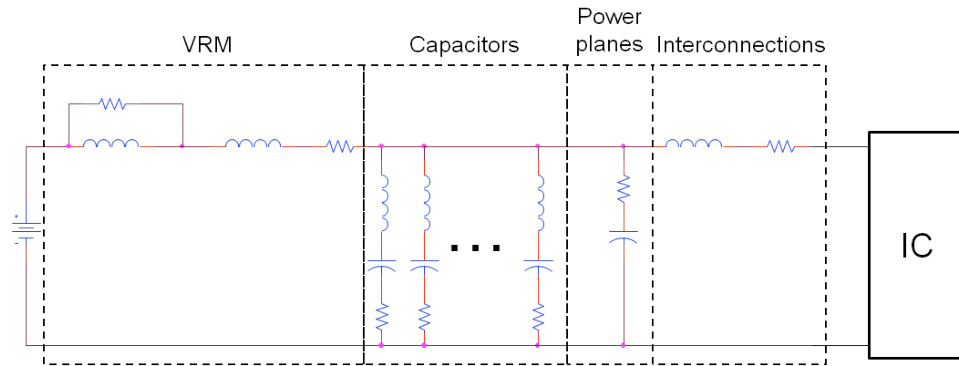 VRM
Capacitors
Power
planes
Interconnections
+
-
IC